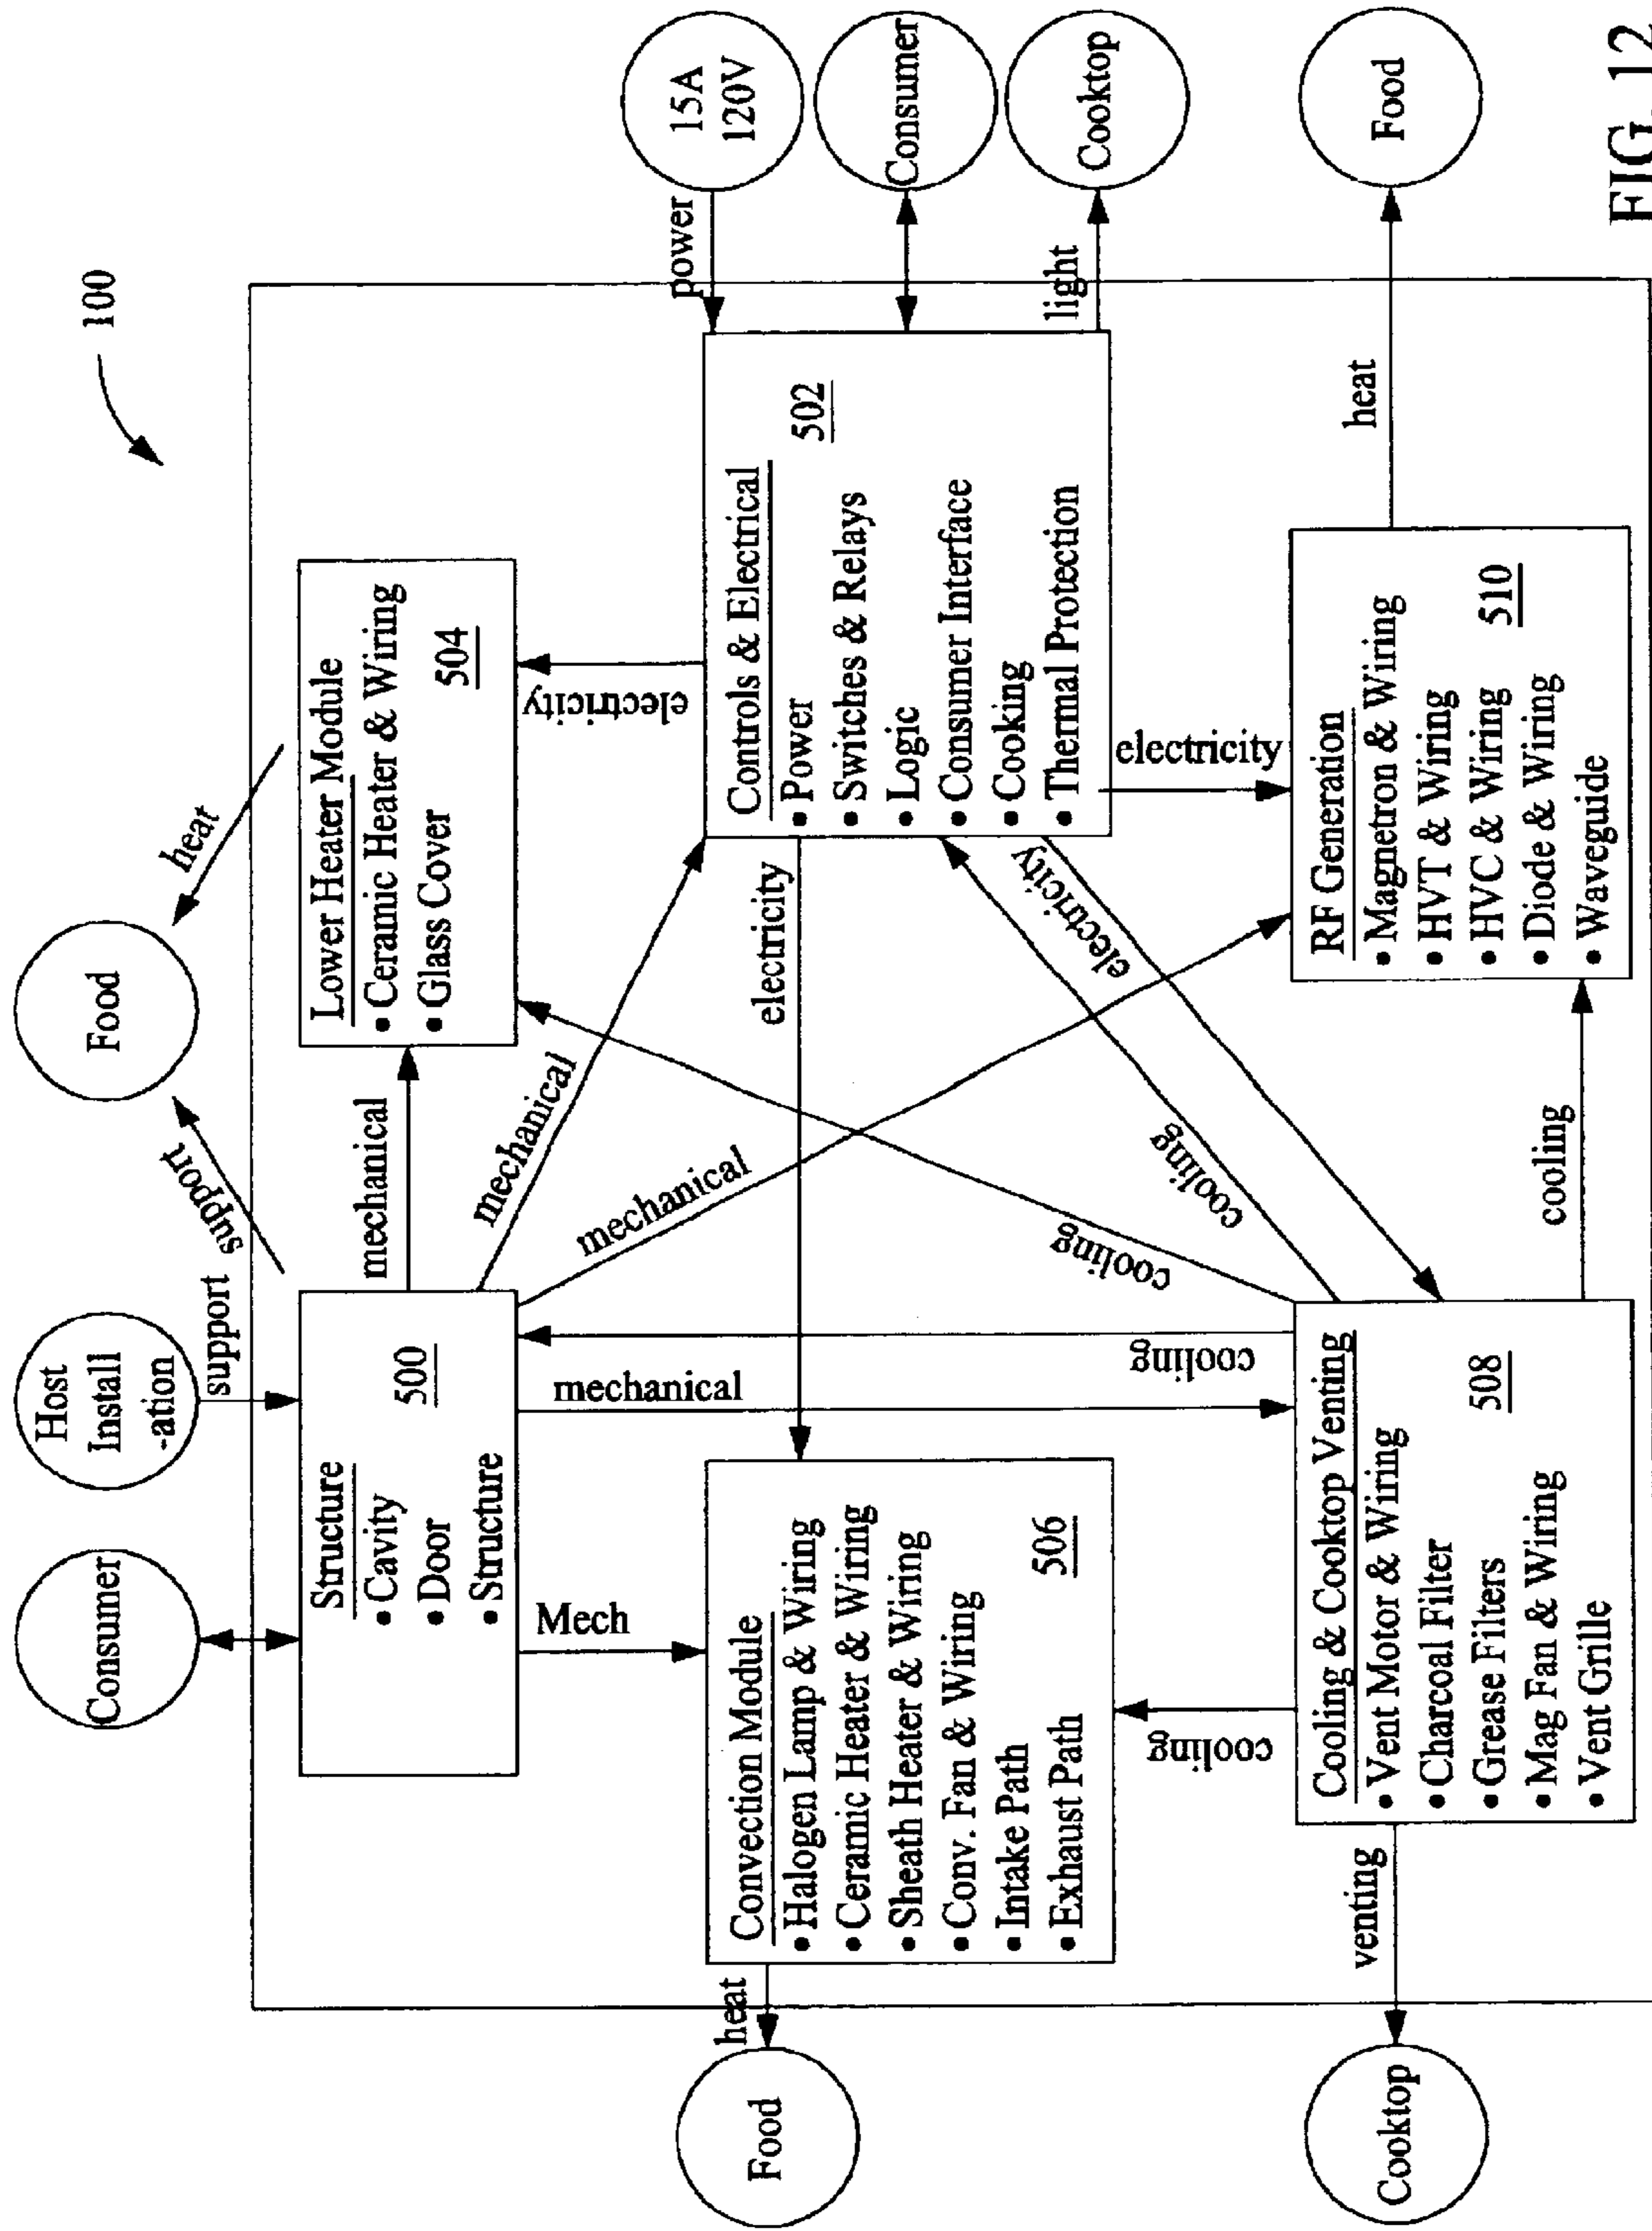 100
Consumer
Host
Install
-ation
support
support
Food
heat
Structure
• Cavity
• Door
• Structure
500
mechanical
Lower Heater Module
• Ceramic Heater & Wiring
• Glass Cover
504
Mech
mechanical
cooling
mechanical
mechanical
cooling
electricity
electricity
power
15A
120V
Consumer
light
Cooktop
Controls & Electrical
• Power
• Switches & Relays
• Logic
• Consumer Interface
• Cooking
• Thermal Protection
502
Food
heat
Convection Module
• Halogen Lamp & Wiring
• Ceramic Heater & Wiring
• Sheath Heater & Wiring
• Conv. Fan & Wiring
• Intake Path
• Exhaust Path
506
cooling
cooling
electricity
electricity
Cooktop
venting
Cooling & Cooktop Venting
• Vent Motor & Wiring
• Charcoal Filter
• Grease Filters
• Mag Fan & Wiring
• Vent Grille
508
cooling
RF Generation
• Magnetron & Wiring
• HVT & Wiring
• HVC & Wiring
• Diode & Wiring
• Waveguide
510
heat
Food
FIG. 12